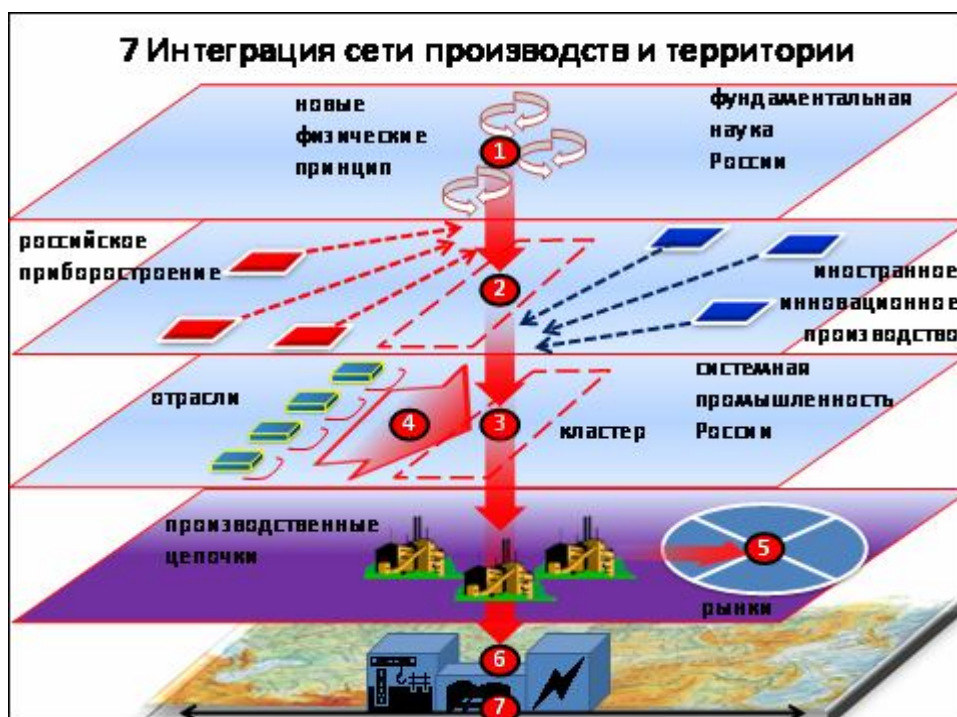 7 Интеграция сети производств и территории
новые
физические
принцип
фундаментальная
наука
России
1
российское
приборостроение
2
иностранное
инновационное
производство
отрасли
4
3
кластер
системная
промышленность
России
производственные
цепочки
5
рынки
6
7